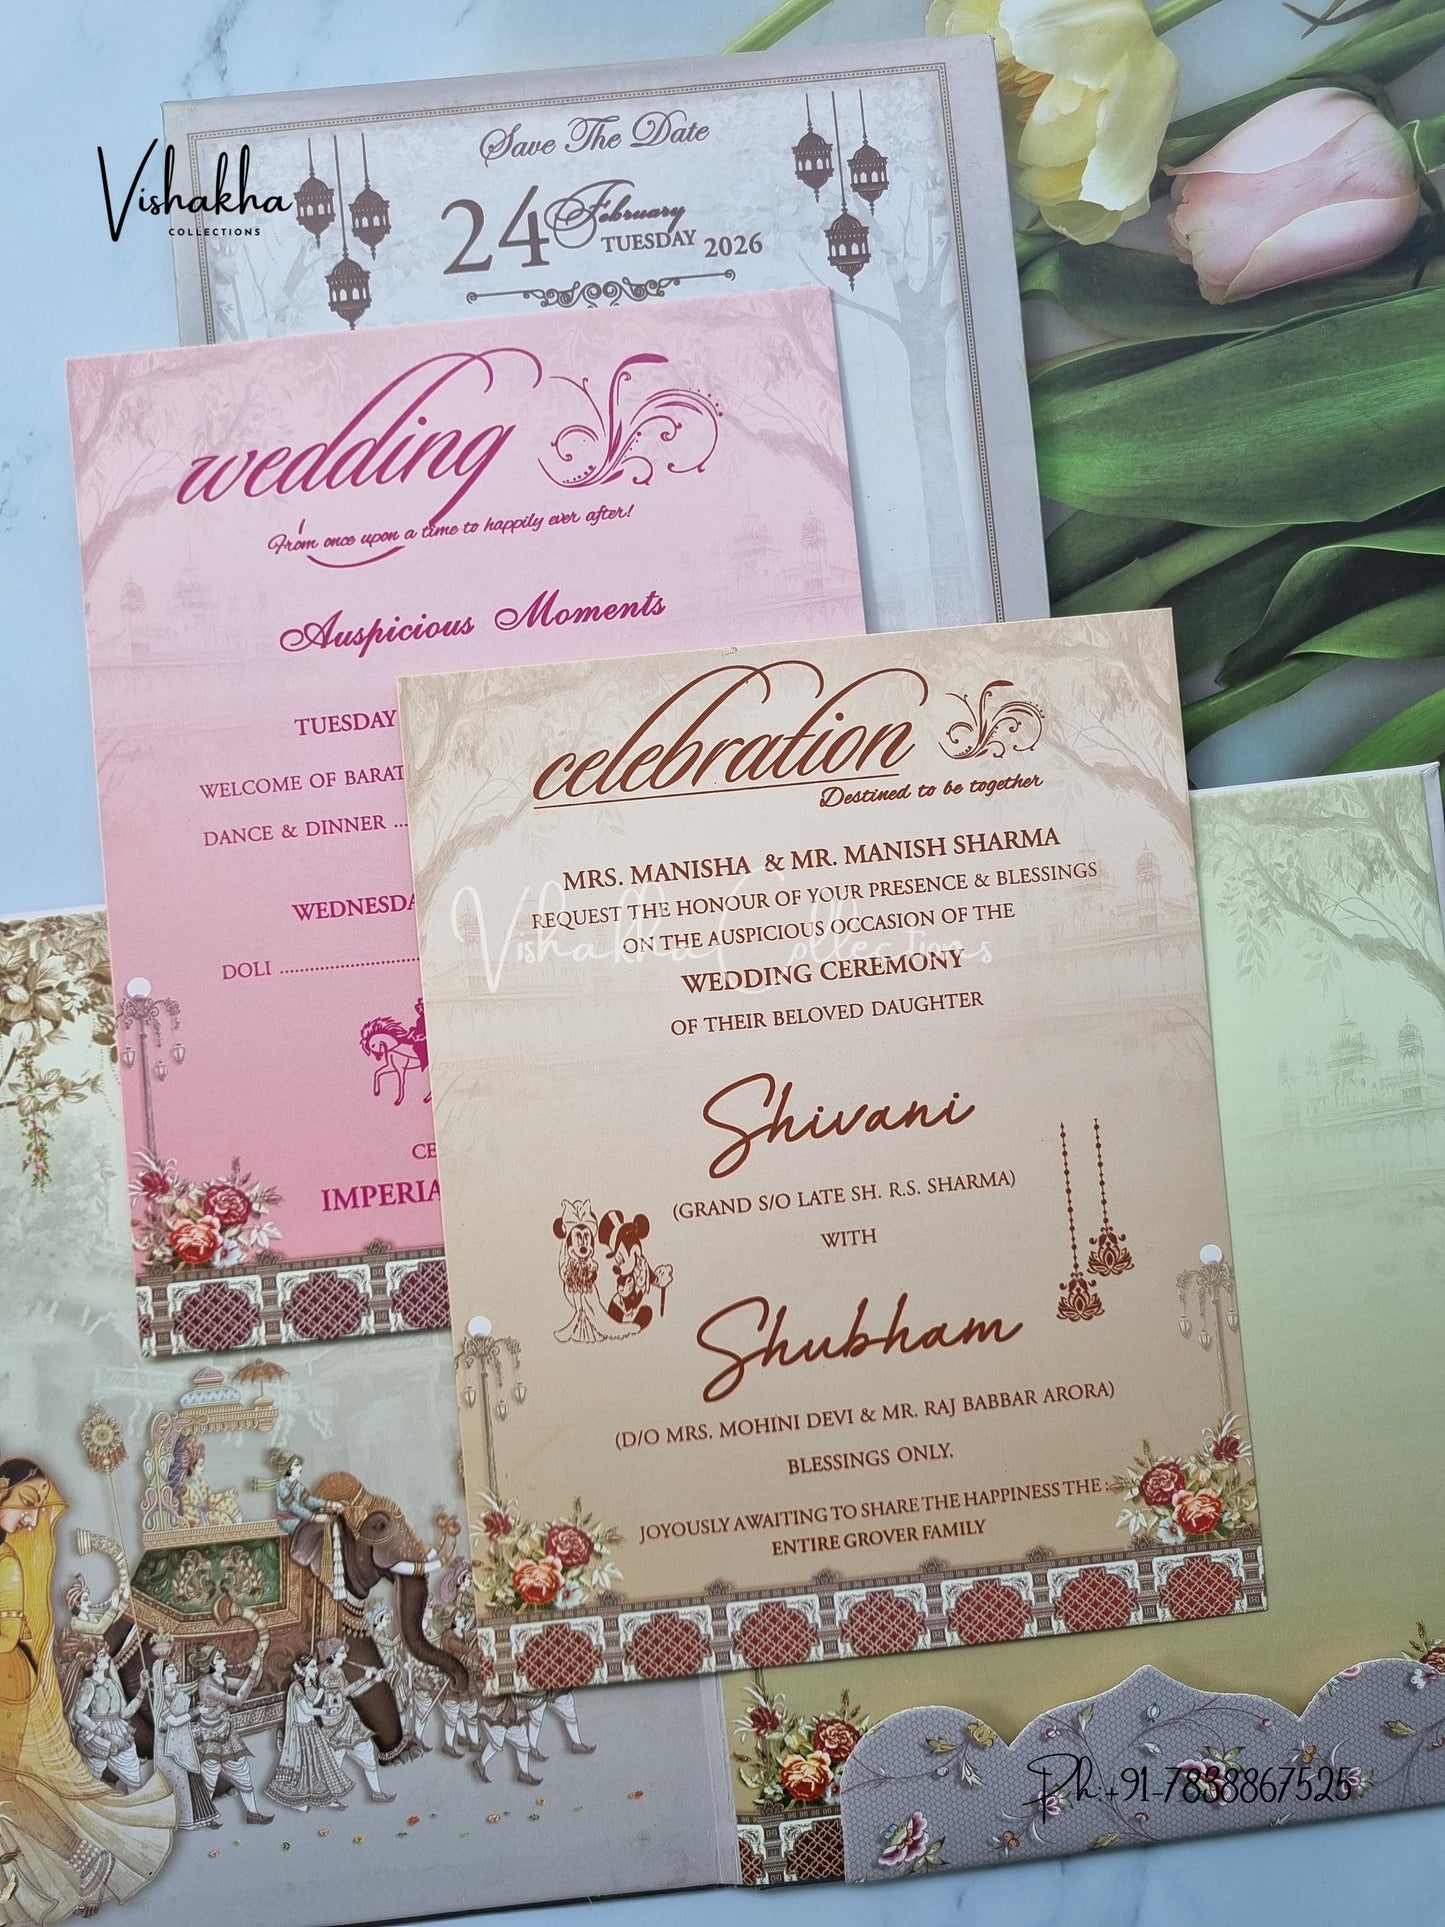 Vishakha
COLLECTIONS
Save The Date
24 February
TUESDAY 2026
wedding
From once upon a time to happily ever after!
Auspicious Moments
TUESDAY
WELCOME OF BARAT
DANCE & DINNER ...
WEDNESDA
DOLI ..............................
CE
IMPERIA
celebration
Destined to be together
MRS. MANISHA & MR. MANISH SHARMA
REQUEST THE HONOUR OF YOUR PRESENCE & BLESSINGS
ON THE AUSPICIOUS OCCASION OF THE
Vishakha Collections
WEDDING CEREMONY
OF THEIR BELOVED DAUGHTER
Shivani
(GRAND S/O LATE SH. R.S. SHARMA)
WITH
Shubham
(D/O MRS. MOHINI DEVI & MR. RAJ BABBAR ARORA)
BLESSINGS ONLY.
JOYOUSLY AWAITING TO SHARE THE HAPPINESS THE :
ENTIRE GROVER FAMILY
Ph:+91-7838867525